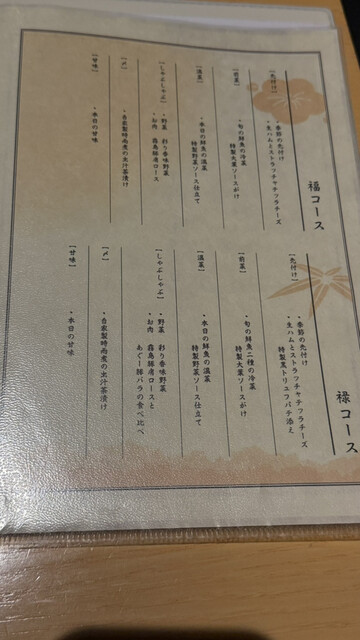 福コース
【先付け】
・季節の先付け
・生ハムとストラッチャテッラチーズ
【前菜】
・旬の鮮魚の冷菜
特製大葉ソースがけ
【温菜】
・本日の鮮魚の温菜
特製野菜ソース仕立て
【しゃぶしゃぶ】
・野菜 彩り香味野菜
・お肉 霧島豚肩ロース
【〆】
・自家製時雨煮の出汁茶漬け
【甘味】
・本日の甘味
禄コース
【先付け】
・季節の先付け
・生ハムとストラッチャテッラチーズ
特製黒トリュフパテ添え
【前菜】
・旬の鮮魚二種の冷菜
特製大葉ソースがけ
【温菜】
・本日の鮮魚の温菜
特製野菜ソース仕立て
【しゃぶしゃぶ】
・野菜 彩り香味野菜
・お肉 霧島豚肩ロースと
あぐー豚バラの食べ比べ
【〆】
・自家製時雨煮の出汁茶漬け
【甘味】
・本日の甘味